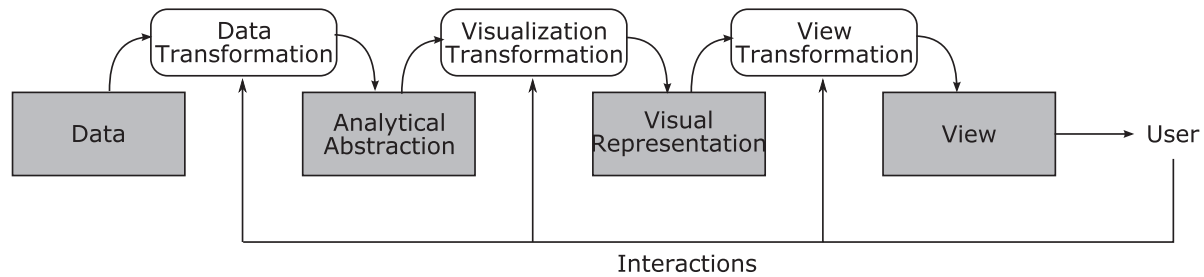 Data
Transformation
Visualization
Transformation
View
Transformation
Data
Analytical
Abstraction
Visual
Representation
View
User
Interactions